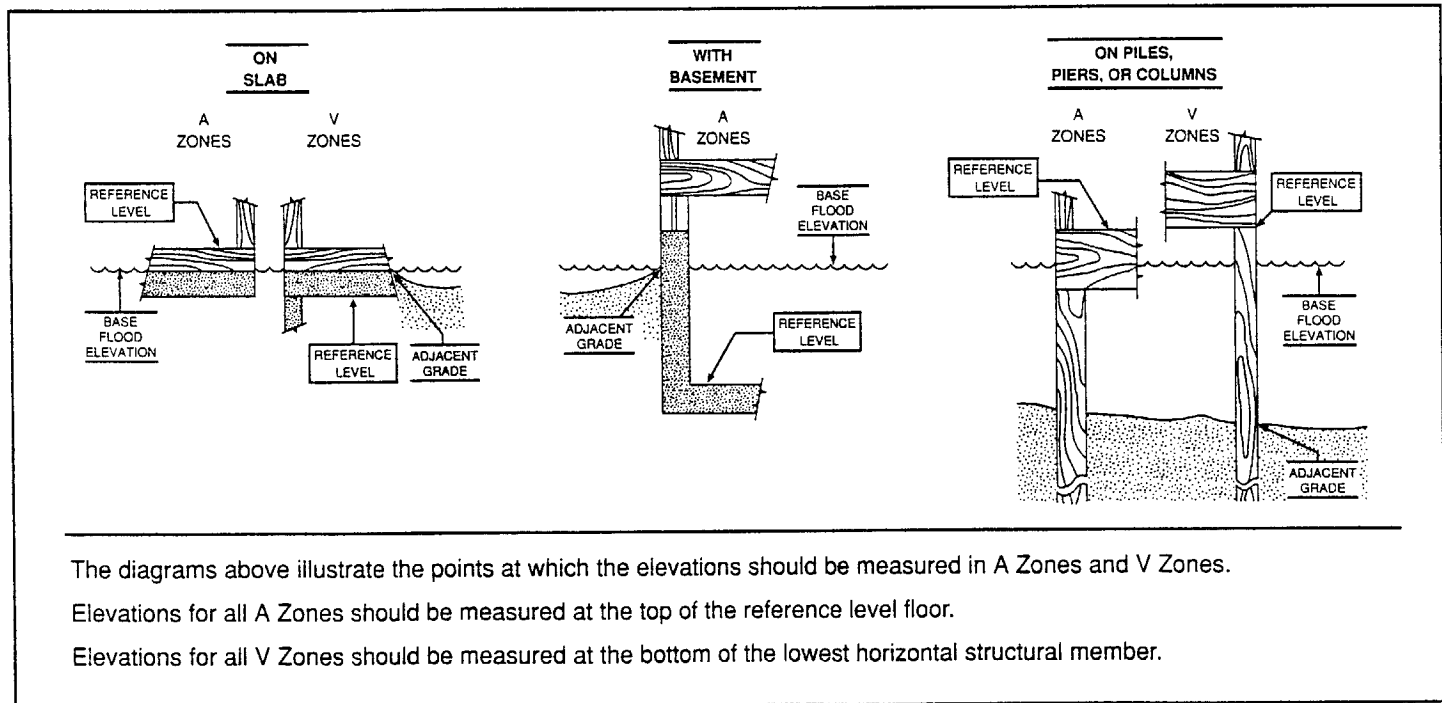 ON
SLAB
A
ZONES
V
ZONES
REFERENCE
LEVEL
BASE
FLOOD
ELEVATION
REFERENCE
LEVEL
ADJACENT
GRADE
WITH
BASEMENT
A
ZONES
BASE
FLOOD
ELEVATION
ADJACENT
GRADE
REFERENCE
LEVEL
ON PILES,
PIERS, OR COLUMNS
A
ZONES
V
ZONES
REFERENCE
LEVEL
REFERENCE
LEVEL
BASE
FLOOD
ELEVATION
ADJACENT
GRADE
The diagrams above illustrate the points at which the elevations should be measured in A Zones and V Zones.
Elevations for all A Zones should be measured at the top of the reference level floor.
Elevations for all V Zones should be measured at the bottom of the lowest horizontal structural member.